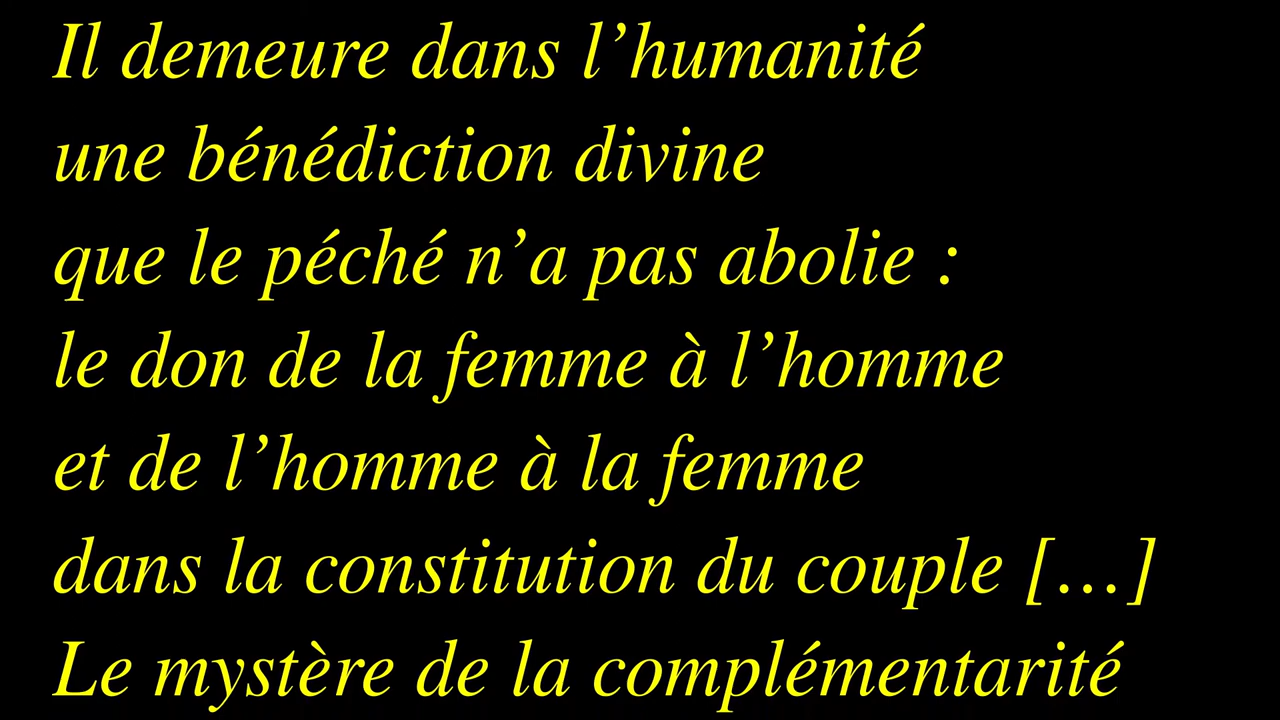 Il demeure dans l’humanité
une bénédiction divine
que le péché n’a pas abolie :
le don de la femme à l’homme
et de l’homme à la femme
dans la constitution du couple […]
Le mystère de la complémentarité